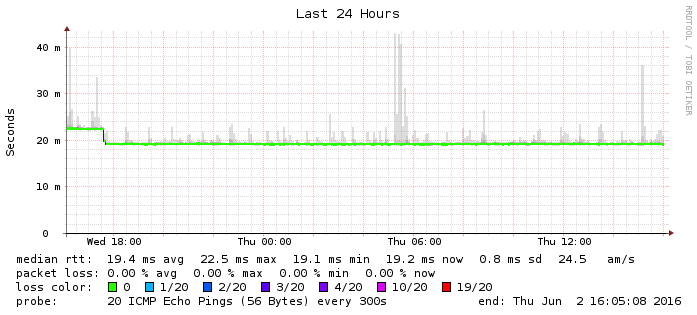 Last 24 Hours
RRDTOOL / TOBI OETIKER
Seconds
40 m
30 m
20 m
10 m
0
Wed 18:00 Thu 00:00 Thu 06:00 Thu 12:00
median rtt: 19.4 ms avg 22.5 ms max 19.1 ms min 19.2 ms now 0.8 ms sd 24.5 am/s
packet loss: 0.00 % avg 0.00 % max 0.00 % min 0.00 % now
loss color: 0 1/20 2/20 3/20 4/20 10/20 19/20
probe: 20 ICMP Echo Pings (56 Bytes) every 300s end: Thu Jun 2 16:05:08 2016